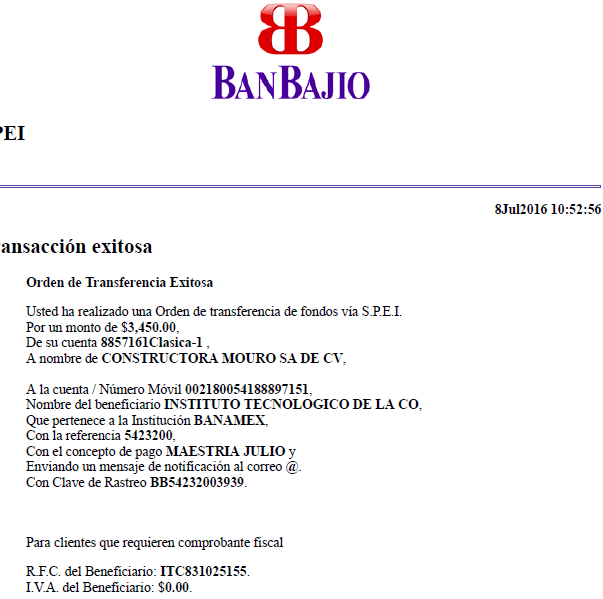 BANBAJIO
PEI
8Jul2016 10:52:56
ansacción exitosa
Orden de Transferencia Exitosa
Usted ha realizado una Orden de transferencia de fondos vía S.P.E.I.
Por un monto de $3,450.00,
De su cuenta 8857161Clasica-1 ,
A nombre de CONSTRUCTORA MOURO SA DE CV,
A la cuenta / Número Móvil 002180054188897151,
Nombre del beneficiario INSTITUTO TECNOLOGICO DE LA CO,
Que pertenece a la Institución BANAMEX,
Con la referencia 5423200,
Con el concepto de pago MAESTRIA JULIO y
Enviando un mensaje de notificación al correo @.
Con Clave de Rastreo BB54232003939.
Para clientes que requieren comprobante fiscal
R.F.C. del Beneficiario: ITC831025155.
I.V.A. del Beneficiario: $0.00.